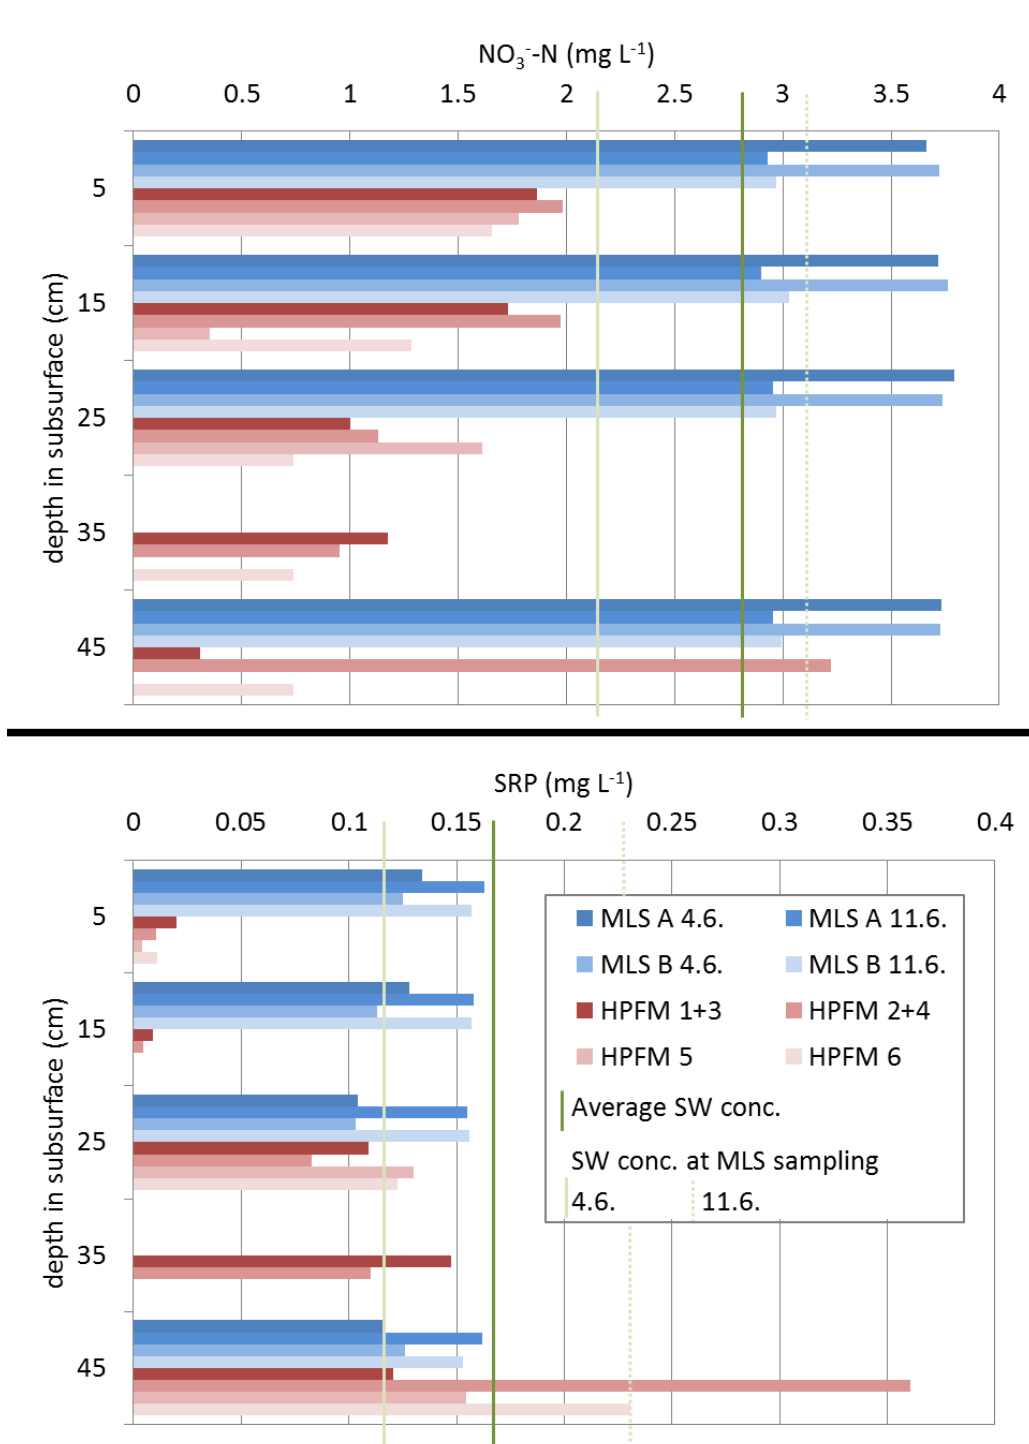 NO₃⁻-N (mg L⁻¹)
0 0.5 1 1.5 2 2.5 3 3.5 4
depth in subsurface (cm)
5
15
25
35
45
SRP (mg L⁻¹)
0 0.05 0.1 0.15 0.2 0.25 0.3 0.35 0.4
depth in subsurface (cm)
5
15
25
35
45
MLS A 4.6. MLS A 11.6.
MLS B 4.6. MLS B 11.6.
HPFM 1+3 HPFM 2+4
HPFM 5 HPFM 6
Average SW conc.
SW conc. at MLS sampling
4.6. 11.6.